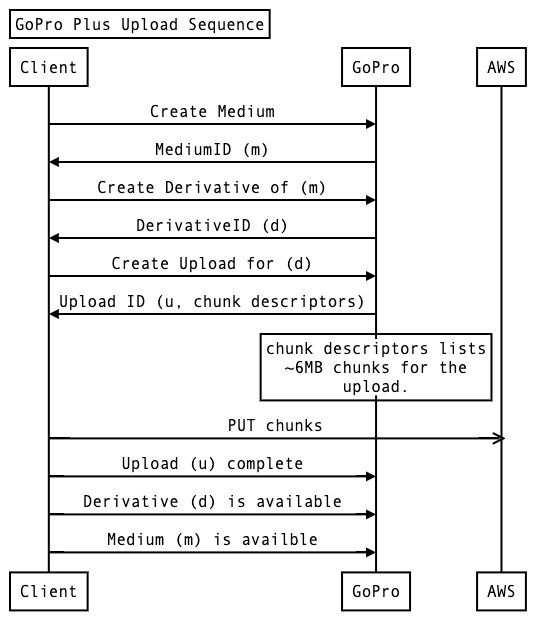 GoPro Plus Upload Sequence
Client
GoPro
AWS
Create Medium
MediumID (m)
Create Derivative of (m)
DerivativeID (d)
Create Upload for (d)
Upload ID (u, chunk descriptors)
chunk descriptors lists
~6MB chunks for the
upload.
PUT chunks
Upload (u) complete
Derivative (d) is available
Medium (m) is availble
Client
GoPro
AWS